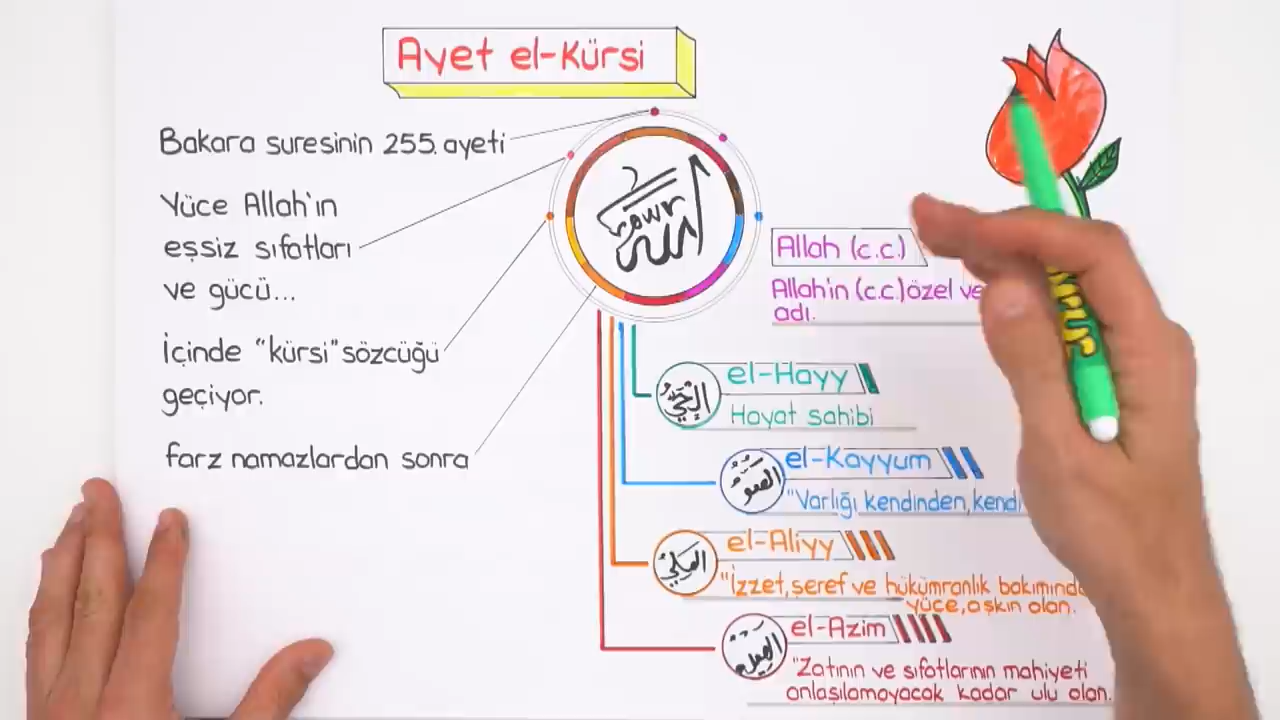 Ayet el-Kürsi
Bakara suresinin 255. ayeti
Yüce Allah'ın
eşsiz sıfatları
ve gücü...
İçinde "kürsi" sözcüğü
geçiyor.
farz namazlardan sonra
Allah (c.c.)
Allah'ın (c.c.) özel ve
adı.
el-Hayy
Hayat sahibi
el-Kayyum
"Varlığı kendinden, kendi
el-Aliyy
"İzzet, şeref ve hükümranlık bakımında
yüce, aşkın olan.
el-Azim
"Zatının ve sıfatlarının mahiyeti
anlaşılamayacak kadar ulu olan.